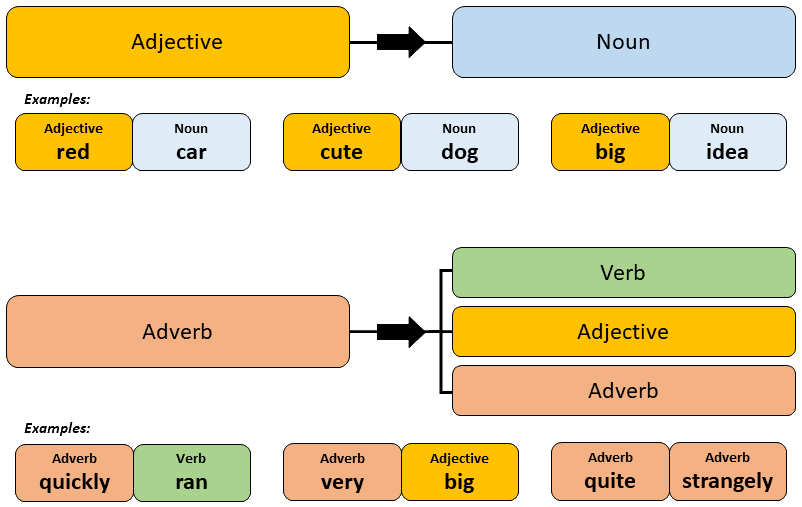 Adjective
Noun
Examples:
Adjective Noun Adjective Noun Adjective Noun
red car cute dog big idea
Verb
Adverb
Adjective
Adverb
Examples:
Adverb Verb Adverb Adjective Adverb Adverb
quickly ran very big quite strangely